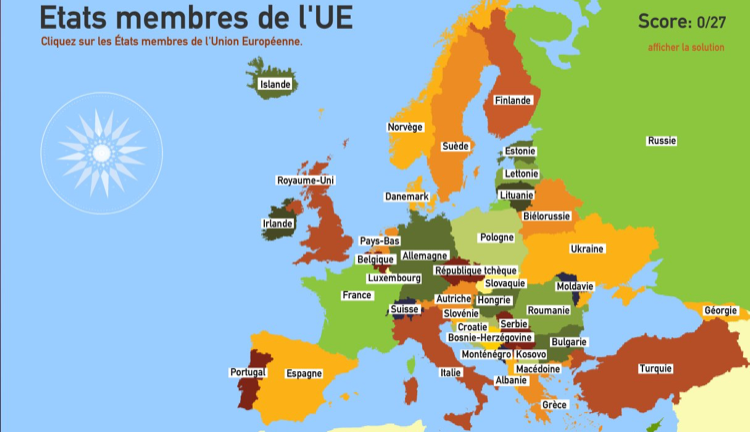 Etats membres de l'UE
Score: 0/27
Cliquez sur les États membres de l'Union Européenne.
afficher la solution
Islande
Finlande
Norvège
Russie
Suède
Estonie
Lettonie
Royaume-Uni
Lituanie
Danemark
Biélorussie
Irlande
Pays-Bas
Pologne
Ukraine
Allemagne
Belgique
République tchèque
Luxembourg
Slovaquie
Moldavie
France
Autriche
Hongrie
Suisse
Roumanie
Géorgie
Slovénie
Serbie
Croatie
Bosnie-Herzégovine
Bulgarie
Monténégro
Kosovo
Portugal
Espagne
Italie
Macédoine
Turquie
Albanie
Grèce